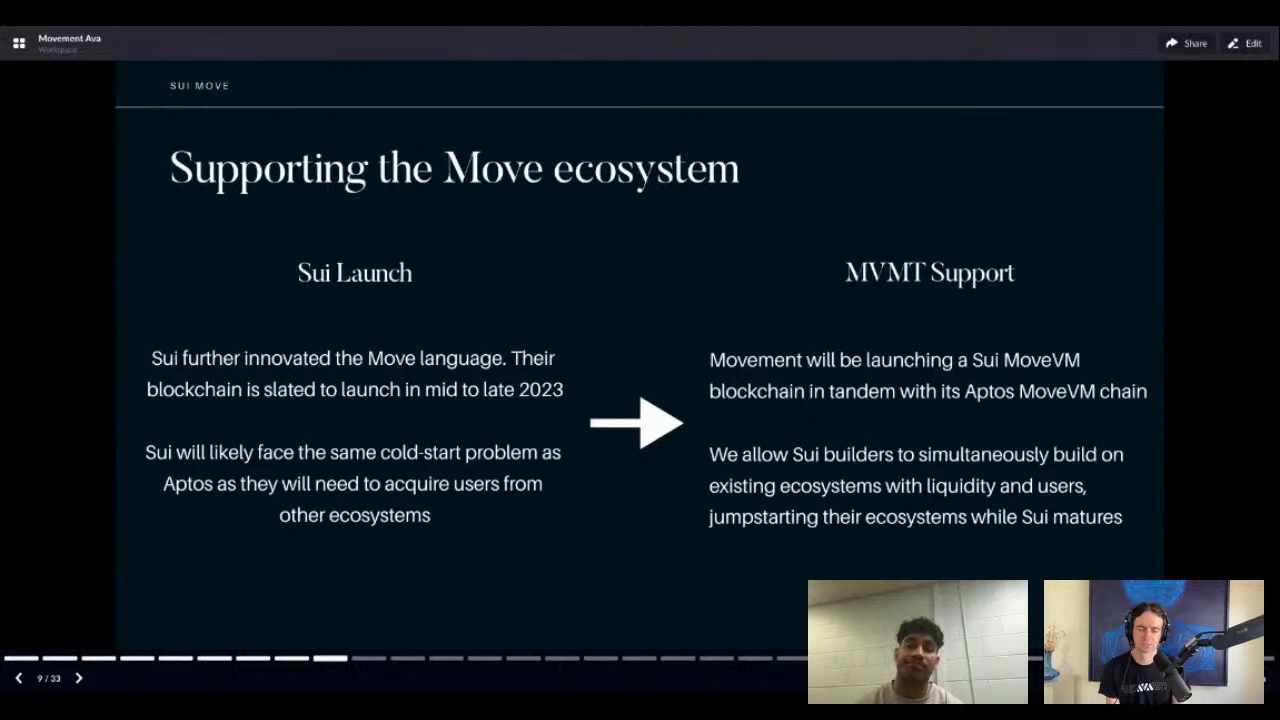 Movement Ava
Workspace
Share
Edit
SUI MOVE
Supporting the Move ecosystem
Sui Launch
Sui further innovated the Move language. Their
blockchain is slated to launch in mid to late 2023
Sui will likely face the same cold-start problem as
Aptos as they will need to acquire users from
other ecosystems
MVMT Support
Movement will be launching a Sui MoveVM
blockchain in tandem with its Aptos MoveVM chain
We allow Sui builders to simultaneously build on
existing ecosystems with liquidity and users,
jumpstarting their ecosystems while Sui matures
9 / 33